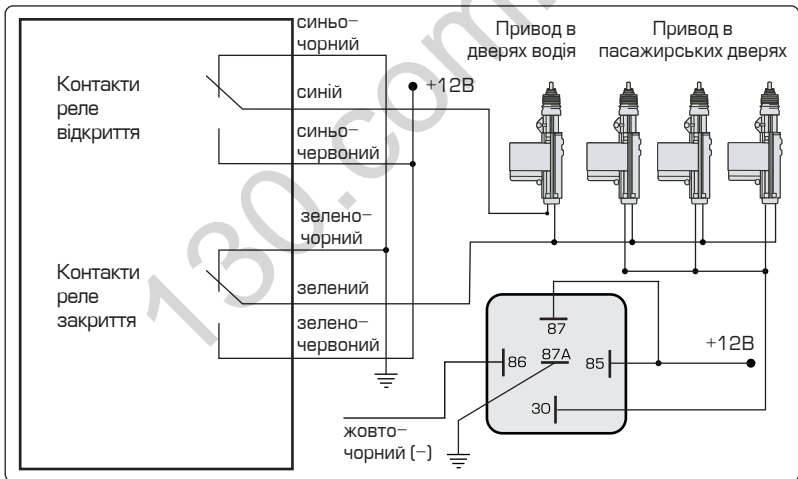 синьо-
чорний
Привод в
дверях водія
Привод в
пасажирських дверях
Контакти
реле
відкриття
синій
+12В
синьо-
червоний
зелено-
чорний
Контакти
реле
закриття
зелений
зелено-
червоний
87
86
87А
85
+12В
30
жовто-
чорний (-)
130.com.